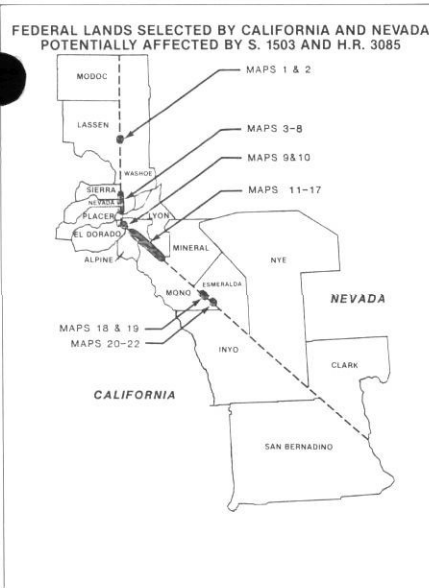 FEDERAL LANDS SELECTED BY CALIFORNIA AND NEVADA
POTENTIALLY AFFECTED BY S. 1503 AND H.R. 3085
MODOC
MAPS 1 & 2
LASSEN
WASHOE
MAPS 3-8
MAPS 9&10
SIERRA
MAPS 11-17
NEVADA
PLACER
LYON
EL DORADO
MINERAL
ALPINE
NYE
MONO
ESMERALDA
NEVADA
MAPS 18 & 19
MAPS 20-22
INYO
CLARK
CALIFORNIA
SAN BERNADINO